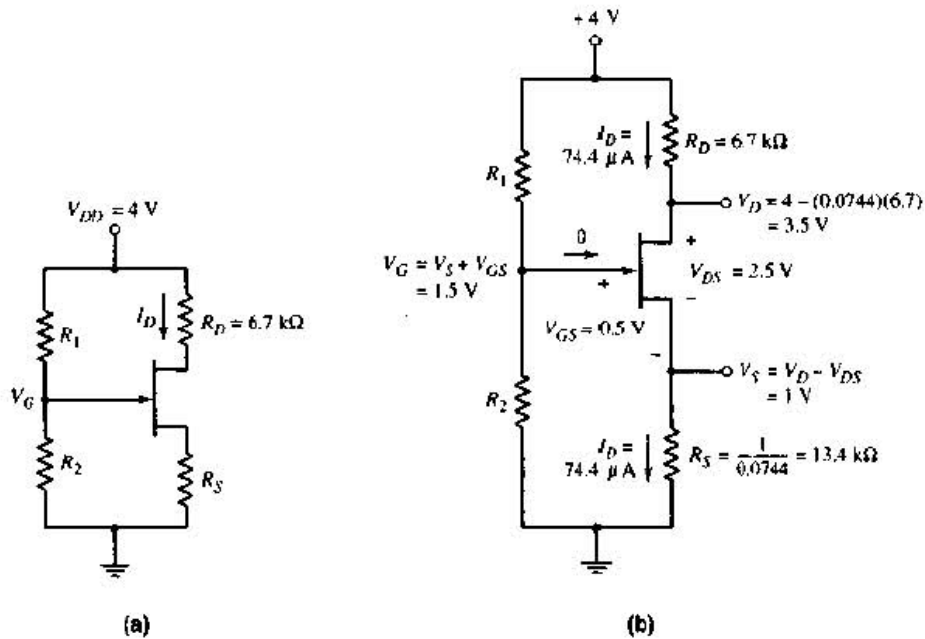 V_DD = 4 V
I_D
R_D = 6.7 kΩ
R_1
V_G
R_2
R_S
(a)
+4 V
I_D =
74.4 μA
R_D = 6.7 kΩ
R_1
V_D = 4 − (0.0744)(6.7)
= 3.5 V
0
+
V_G = V_S + V_GS
= 1.5 V
+
V_DS = 2.5 V
−
V_GS = 0.5 V
−
V_S = V_D − V_DS
= 1 V
R_2
I_D =
74.4 μA
R_S = 1/0.0744 = 13.4 kΩ
(b)